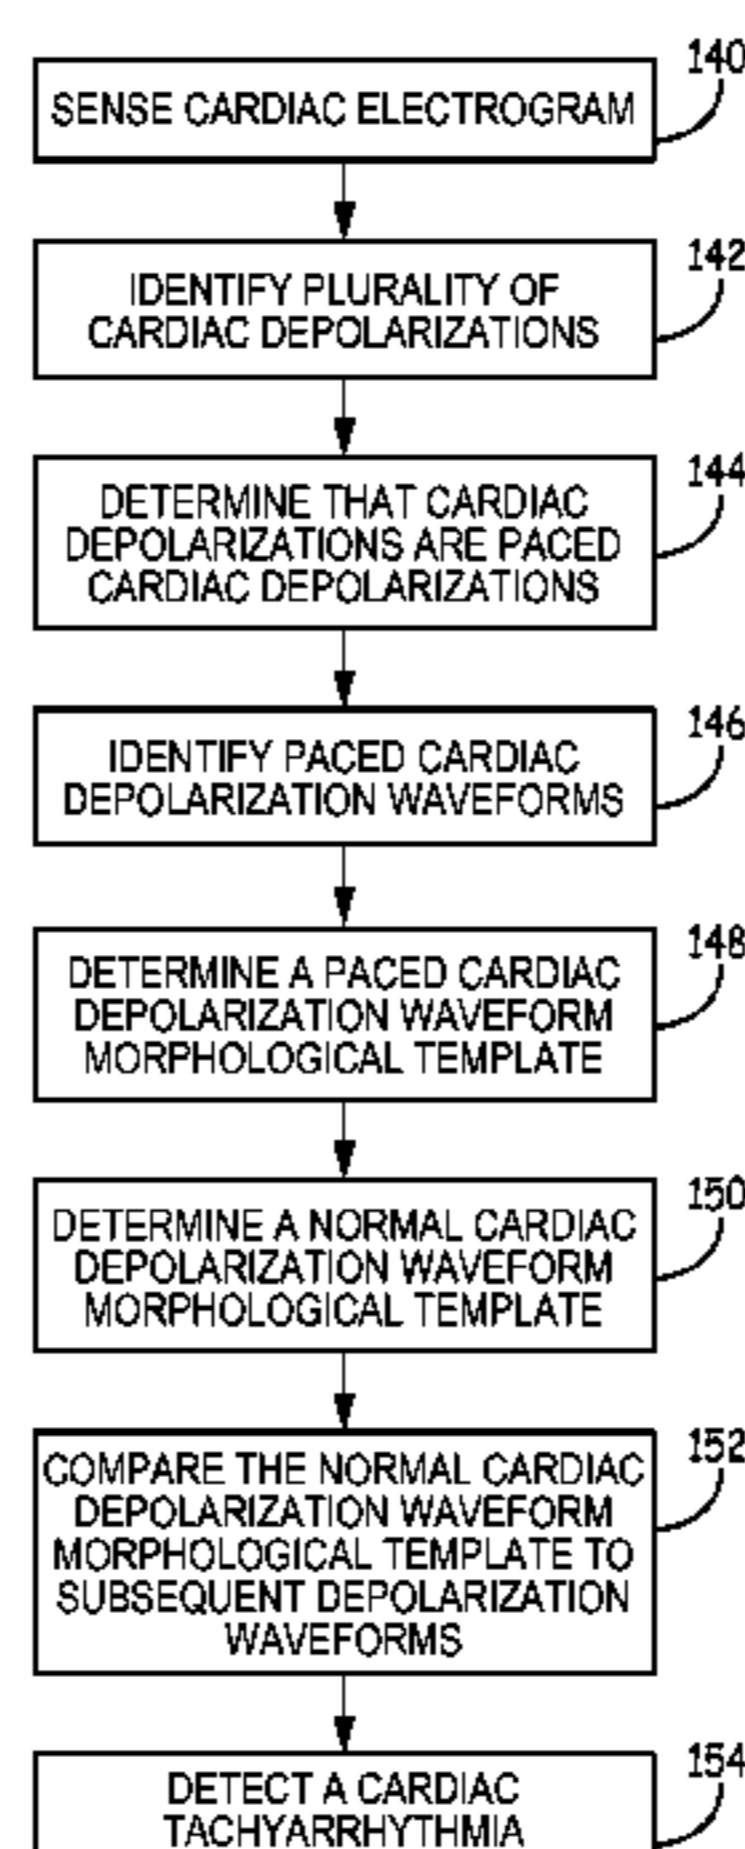 140
SENSE CARDIAC ELECTROGRAM
142
IDENTIFY PLURALITY OF
CARDIAC DEPOLARIZATIONS
144
DETERMINE THAT CARDIAC
DEPOLARIZATIONS ARE PACED
CARDIAC DEPOLARIZATIONS
146
IDENTIFY PACED CARDIAC
DEPOLARIZATION WAVEFORMS
148
DETERMINE A PACED CARDIAC
DEPOLARIZATION WAVEFORM
MORPHOLOGICAL TEMPLATE
150
DETERMINE A NORMAL CARDIAC
DEPOLARIZATION WAVEFORM
MORPHOLOGICAL TEMPLATE
152
COMPARE THE NORMAL CARDIAC
DEPOLARIZATION WAVEFORM
MORPHOLOGICAL TEMPLATE TO
SUBSEQUENT DEPOLARIZATION
WAVEFORMS
154
DETECT A CARDIAC
TACHYARRHYTHMIA